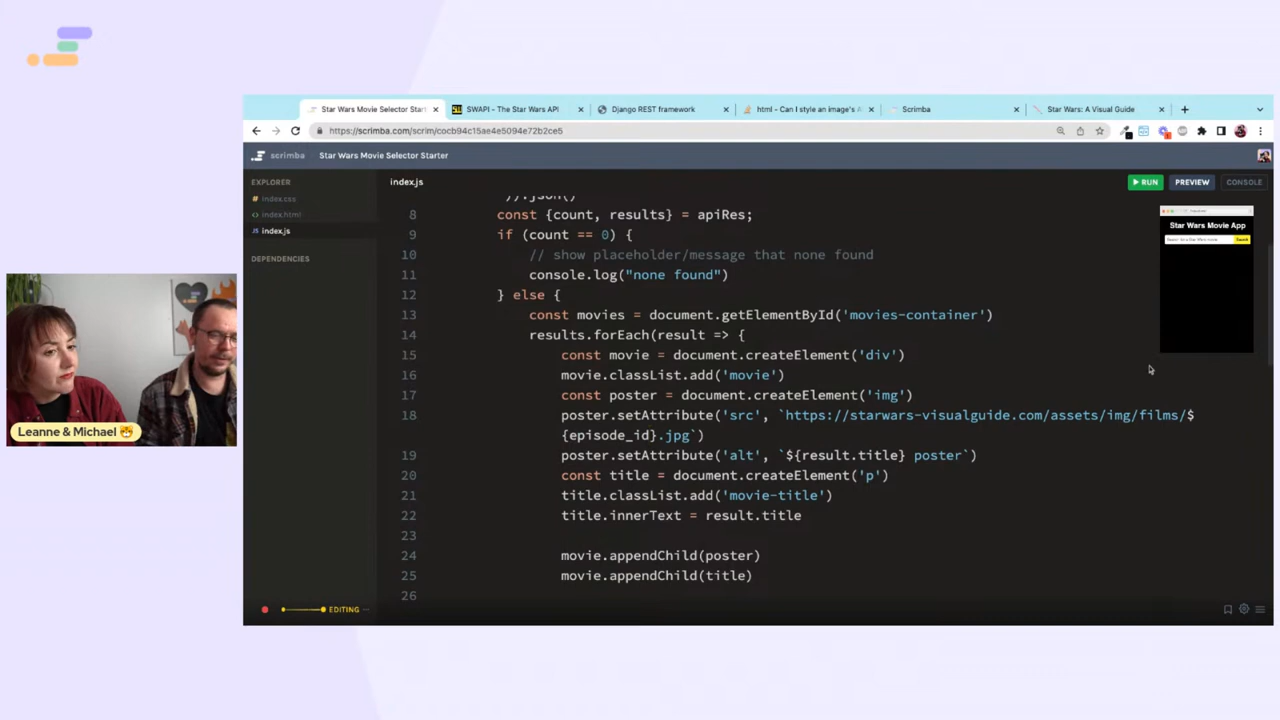 Star Wars Movie Selector Start
SWAPI - The Star Wars API
Django REST framework
html - Can I style an image's A
Scrimba
Star Wars: A Visual Guide
https://scrimba.com/scrim/cocb94c15ae4e5094e72b2ce5
scrimba
Star Wars Movie Selector Starter
EXPLORER
index.css
index.html
index.js
DEPENDENCIES
index.js
RUN
PREVIEW
CONSOLE
)).json()
8 const {count, results} = apiRes;
9 if (count == 0) {
10 // show placeholder/message that none found
11 console.log("none found")
12 } else {
13 const movies = document.getElementById('movies-container')
14 results.forEach(result => {
15 const movie = document.createElement('div')
16 movie.classList.add('movie')
17 const poster = document.createElement('img')
18 poster.setAttribute('src', `https://starwars-visualguide.com/assets/img/films/$
{episode_id}.jpg`)
19 poster.setAttribute('alt', `${result.title} poster`)
20 const title = document.createElement('p')
21 title.classList.add('movie-title')
22 title.innerText = result.title
23
24 movie.appendChild(poster)
25 movie.appendChild(title)
26
Star Wars Movie App
Search
EDITING
Leanne & Michael